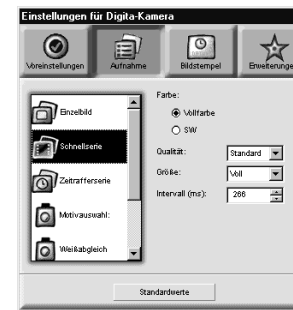 Einstellungen für Digita-Kamera
Voreinstellungen
Aufnahme
Bildstempel
Erweiterunge
Einzelbild
Schnellserie
Zeitrafferserie
Motivauswahl:
Weißabgleich
Farbe:
Vollfarbe
SW
Qualität:
Standard
Größe:
Voll
Intervall (ms):
266
Standardwerte